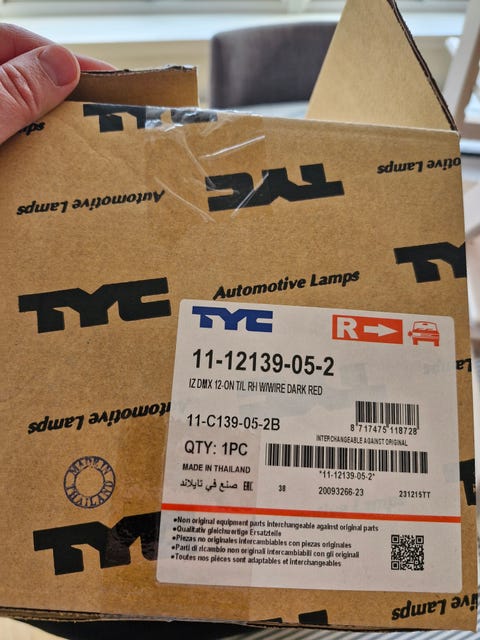 TYC
TYC
Automotive Lamps
Automotive Lamps
TYC
TYC
Automotive Lamps
TYC
R
11-12139-05-2
IZ DMX 12-ON T/L RH W/WIRE DARK RED
11-C139-05-2B
8 717475 118728
QTY: 1PC
INTERCHANGEABLE AGAINST ORIGINAL
MADE IN THAILAND
*11-12139-05-2*
صنع في تايلاند EAC
38 20093266-23 231215TT
•Non original equipment parts interchangeable against original parts
•Qualitativ gleichwertige Ersatzteile
•Piezas no originales intercambiables con piezas originales
•Parti di ricambio non originali intercambiabili con gli originali
•Toutes nos pièces sont adaptables et interchangeables
Automotive Lamps
MADE IN
THAILAND
TYC
Lamps